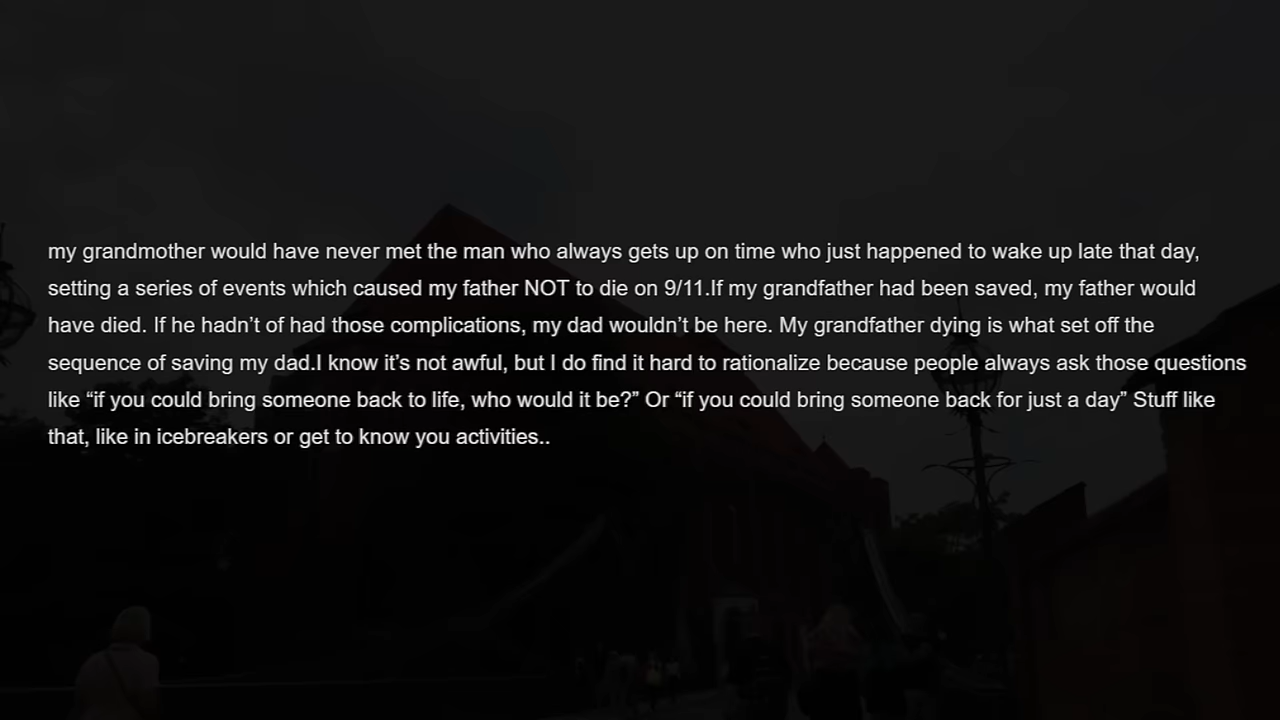 my grandmother would have never met the man who always gets up on time who just happened to wake up late that day,
setting a series of events which caused my father NOT to die on 9/11.If my grandfather had been saved, my father would
have died. If he hadn’t of had those complications, my dad wouldn’t be here. My grandfather dying is what set off the
sequence of saving my dad.I know it’s not awful, but I do find it hard to rationalize because people always ask those questions
like “if you could bring someone back to life, who would it be?” Or “if you could bring someone back for just a day” Stuff like
that, like in icebreakers or get to know you activities..